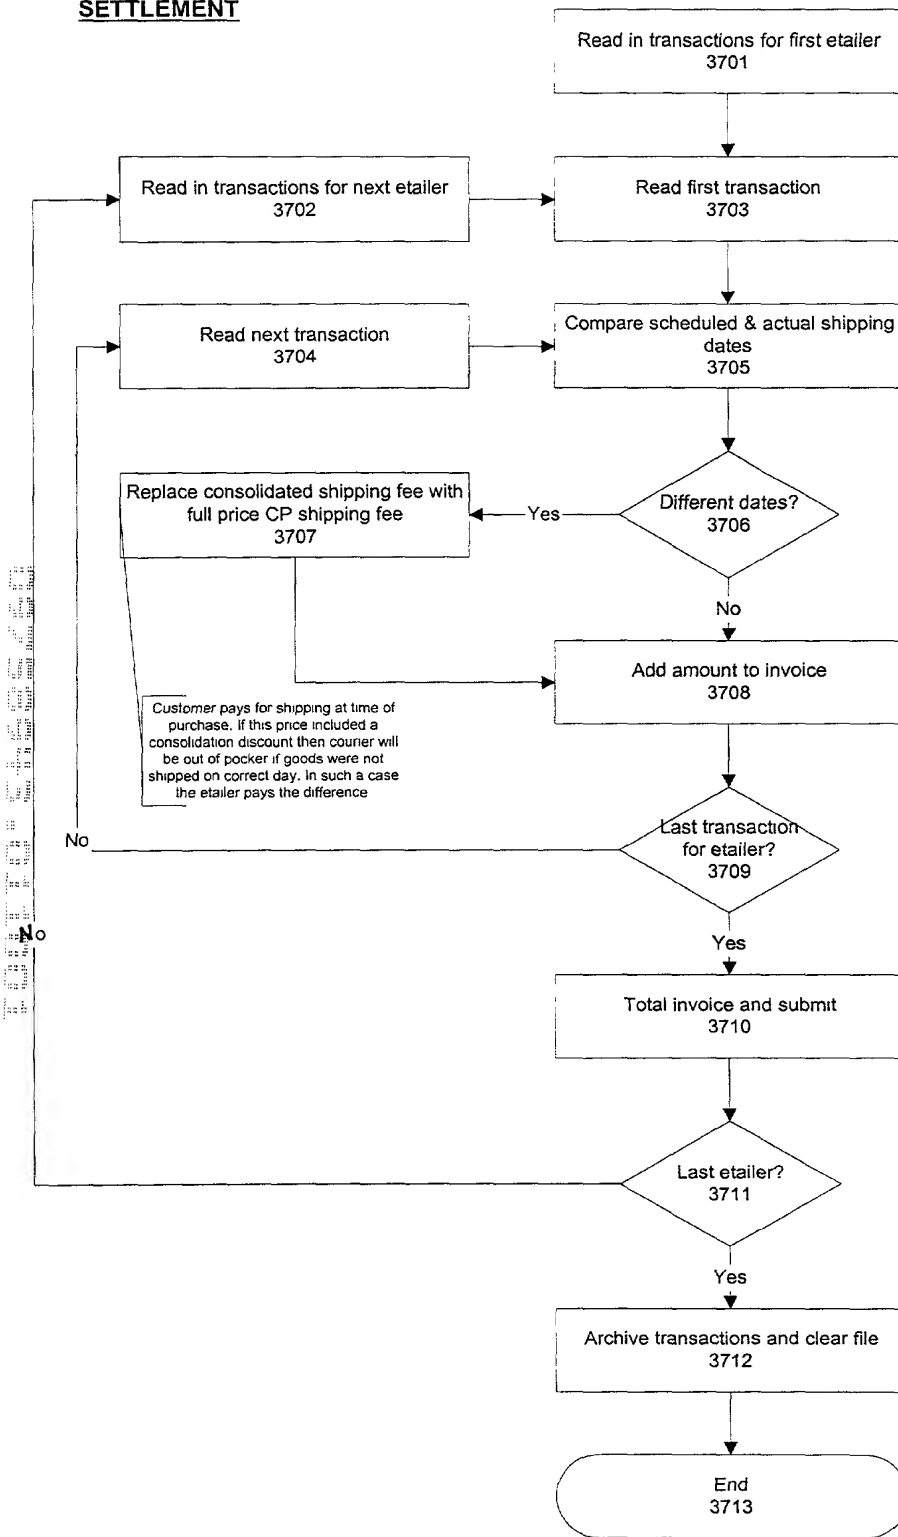 SETTLEMENT
Read in transactions for first etailer
3701
Read in transactions for next etailer
3702
Read first transaction
3703
Read next transaction
3704
Compare scheduled & actual shipping
dates
3705
Replace consolidated shipping fee with
full price CP shipping fee
3707
Yes
Different dates?
3706
No
Add amount to invoice
3708
Customer pays for shipping at time of
purchase. If this price included a
consolidation discount then courier will
be out of pocker if goods were not
shipped on correct day. In such a case
the etailer pays the difference
No
Last transaction
for etailer?
3709
No
Yes
Total invoice and submit
3710
Last etailer?
3711
Yes
Archive transactions and clear file
3712
End
3713